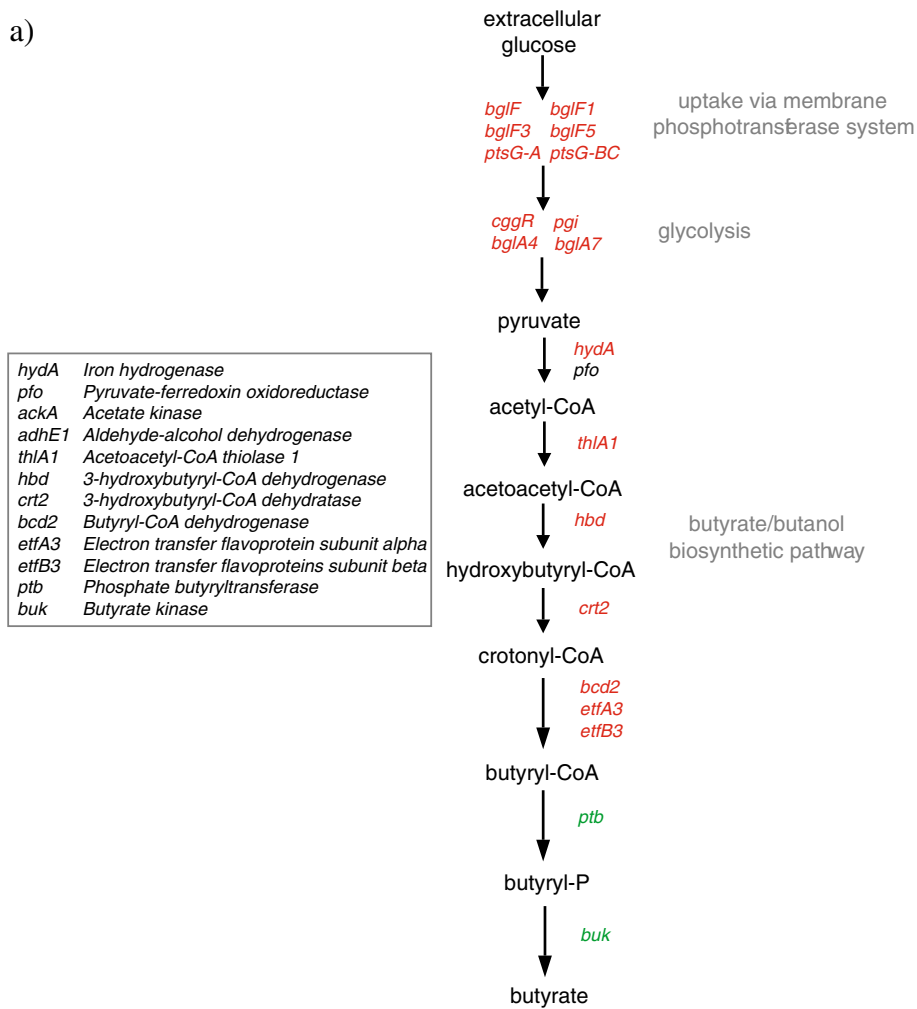 a)
extracellular
glucose
bglF bglF1
bglF3 bglF5
ptsG-A ptsG-BC
uptake via membrane
phosphotransferase system
cggR pgi
bglA4 bglA7
glycolysis
pyruvate
hydA
pfo
acetyl-CoA
thlA1
acetoacetyl-CoA
hbd
butyrate/butanol
biosynthetic pathway
hydroxybutyryl-CoA
crt2
crotonyl-CoA
bcd2
etfA3
etfB3
butyryl-CoA
ptb
butyryl-P
buk
butyrate
hydA Iron hydrogenase
pfo Pyruvate-ferredoxin oxidoreductase
ackA Acetate kinase
adhE1 Aldehyde-alcohol dehydrogenase
thlA1 Acetoacetyl-CoA thiolase 1
hbd 3-hydroxybutyryl-CoA dehydrogenase
crt2 3-hydroxybutyryl-CoA dehydratase
bcd2 Butyryl-CoA dehydrogenase
etfA3 Electron transfer flavoprotein subunit alpha
etfB3 Electron transfer flavoproteins subunit beta
ptb Phosphate butyryltransferase
buk Butyrate kinase